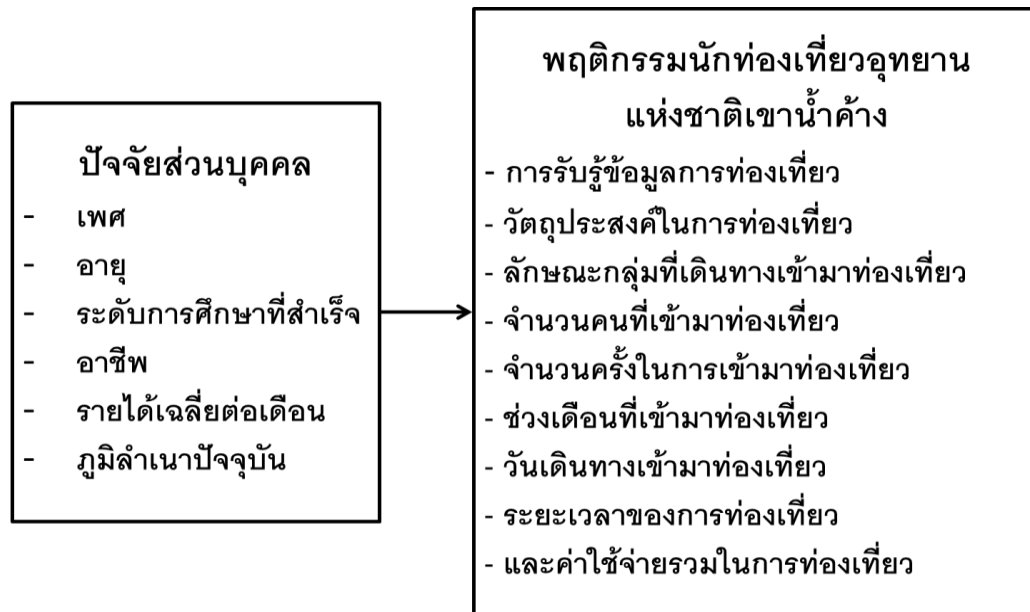 ปัจจัยส่วนบุคคล
- เพศ
- อายุ
- ระดับการศึกษาที่สำเร็จ
- อาชีพ
- รายได้เฉลี่ยต่อเดือน
- ภูมิลำเนาปัจจุบัน
พฤติกรรมนักท่องเที่ยวอุทยาน
แห่งชาติเขาน้ำค้าง
- การรับรู้ข้อมูลการท่องเที่ยว
- วัตถุประสงค์ในการท่องเที่ยว
- ลักษณะกลุ่มที่เดินทางเข้ามาท่องเที่ยว
- จำนวนคนที่เข้ามาท่องเที่ยว
- จำนวนครั้งในการเข้ามาท่องเที่ยว
- ช่วงเดือนที่เข้ามาท่องเที่ยว
- วันเดินทางเข้ามาท่องเที่ยว
- ระยะเวลาของการท่องเที่ยว
- และค่าใช้จ่ายรวมในการท่องเที่ยว